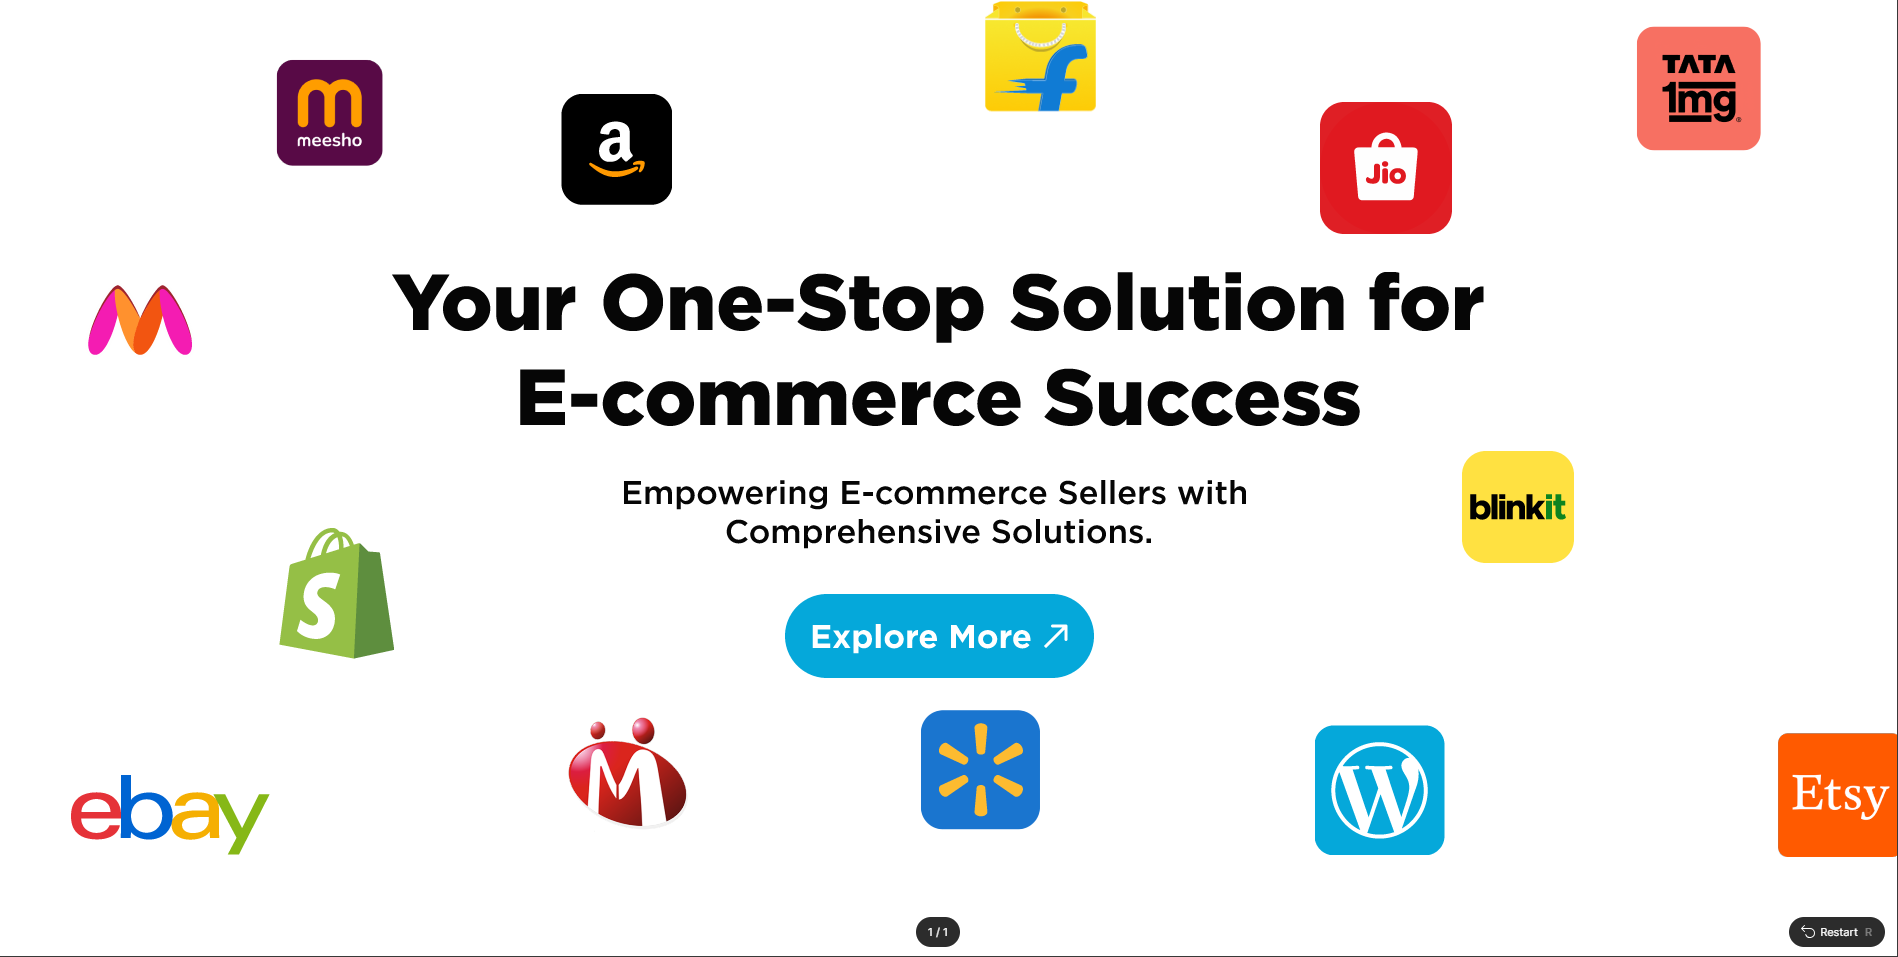 meesho
a
f
Jio
TATA
1mg
Your One-Stop Solution for
E-commerce Success
Empowering E-commerce Sellers with
Comprehensive Solutions.
blinkit
S
Explore More
ebay
M
W
Etsy
1 / 1
Restart R